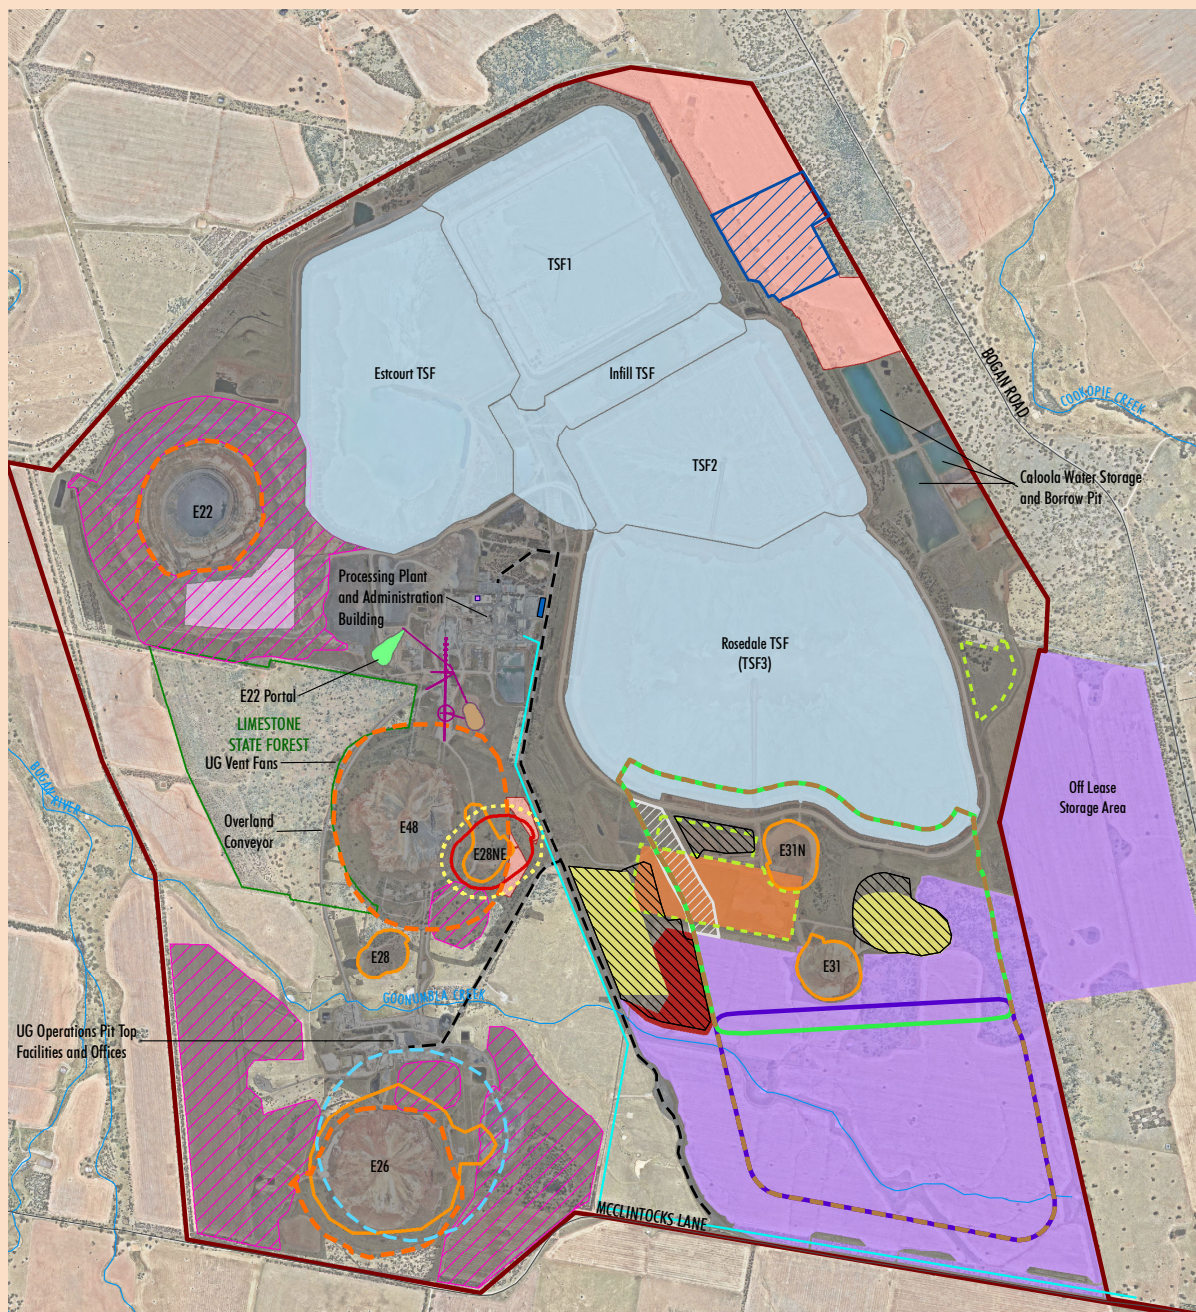 TSF1
BOGAN ROAD
COOKOPIE CREEK
Estcourt TSF
Infill TSF
TSF2
Caloola Water Storage
and Borrow Pit
E22
Processing Plant
and Administration
Building
Rosedale TSF
(TSF3)
E22 Portal
LIMESTONE
STATE FOREST
UG Vent Fans
BOGAN RIVER
Off Lease
Storage Area
Overland
Conveyor
E48
E28NE
E31N
E28
E31
GOONUMBLA CREEK
UG Operations Pit Top
Facilities and Offices
E26
MCCLINTOCKS LANE